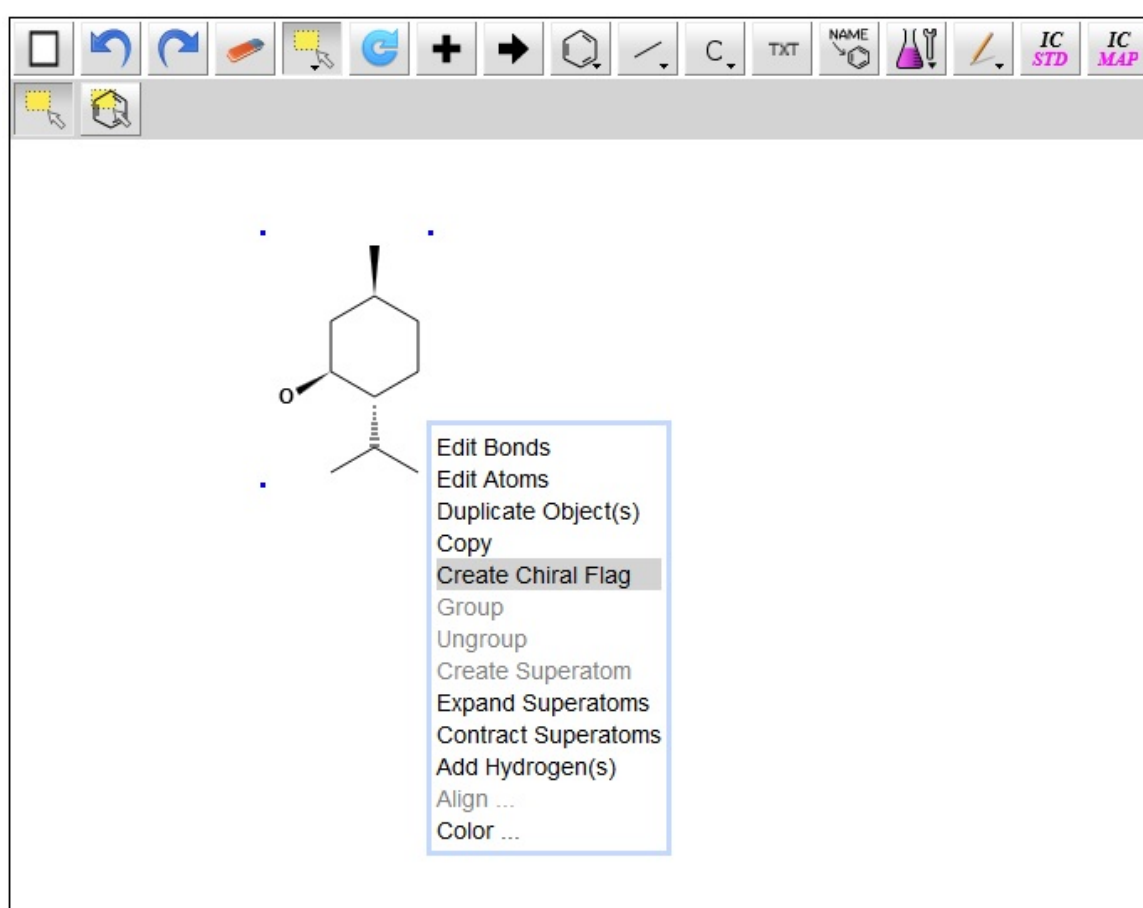 C
TXT
NAME
IC
STD
IC
MAP
O
Edit Bonds
Edit Atoms
Duplicate Object(s)
Copy
Create Chiral Flag
Group
Ungroup
Create Superatom
Expand Superatoms
Contract Superatoms
Add Hydrogen(s)
Align ...
Color ...